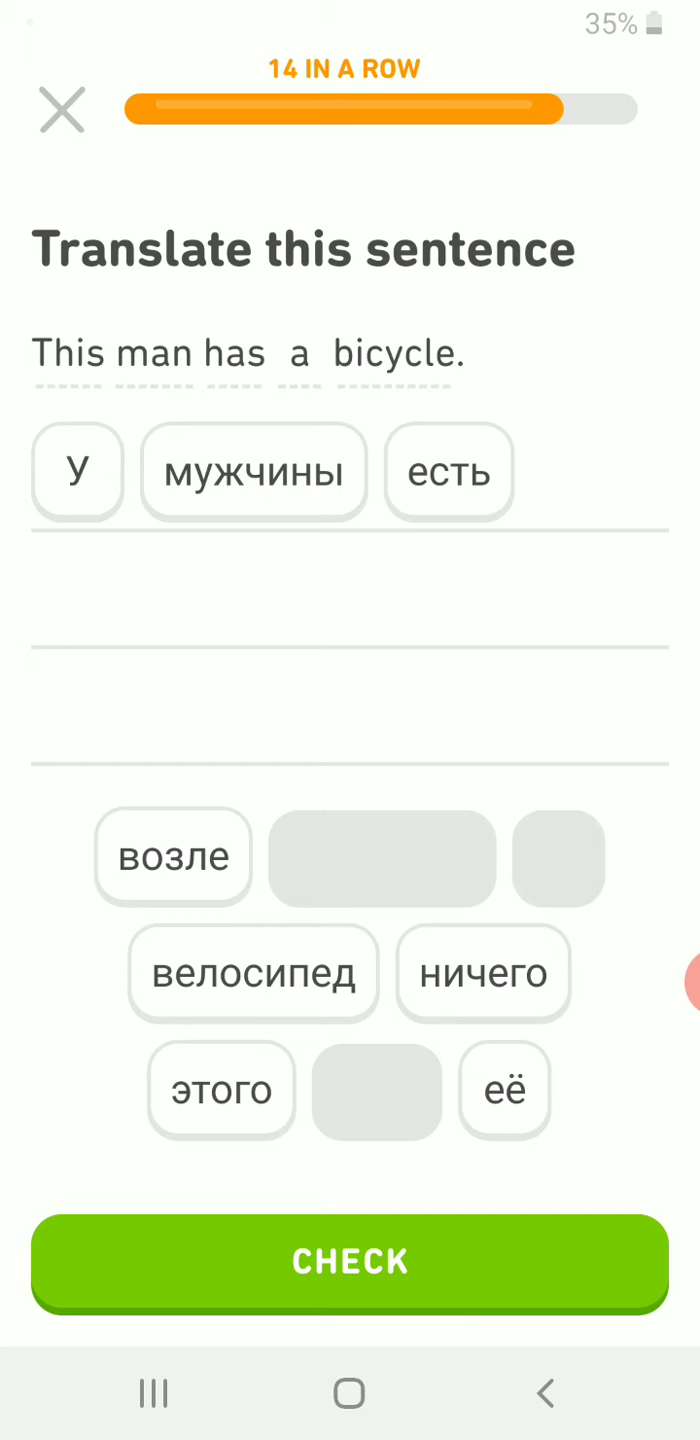 35%
14 IN A ROW
Translate this sentence
This man has a bicycle.
У мужчины есть
возле
велосипед ничего
этого её
CHECK